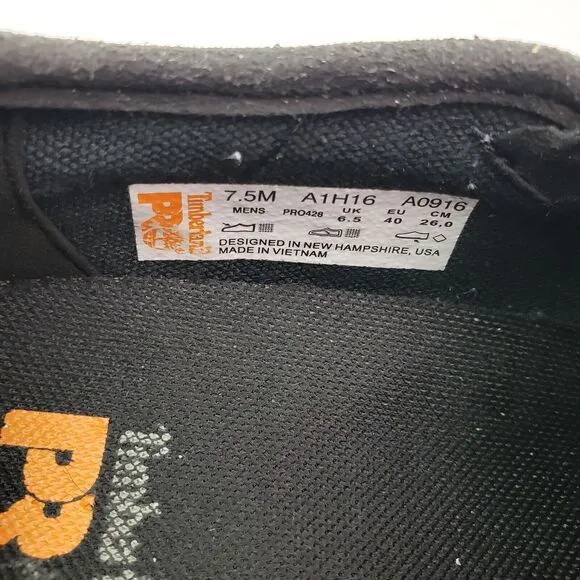 Timberland
PRO
7.5M A1H16 A0916
MENS PRO428 UK EU CM
6.5 40 26,0
DESIGNED IN NEW HAMPSHIRE, USA
MADE IN VIETNAM
PR